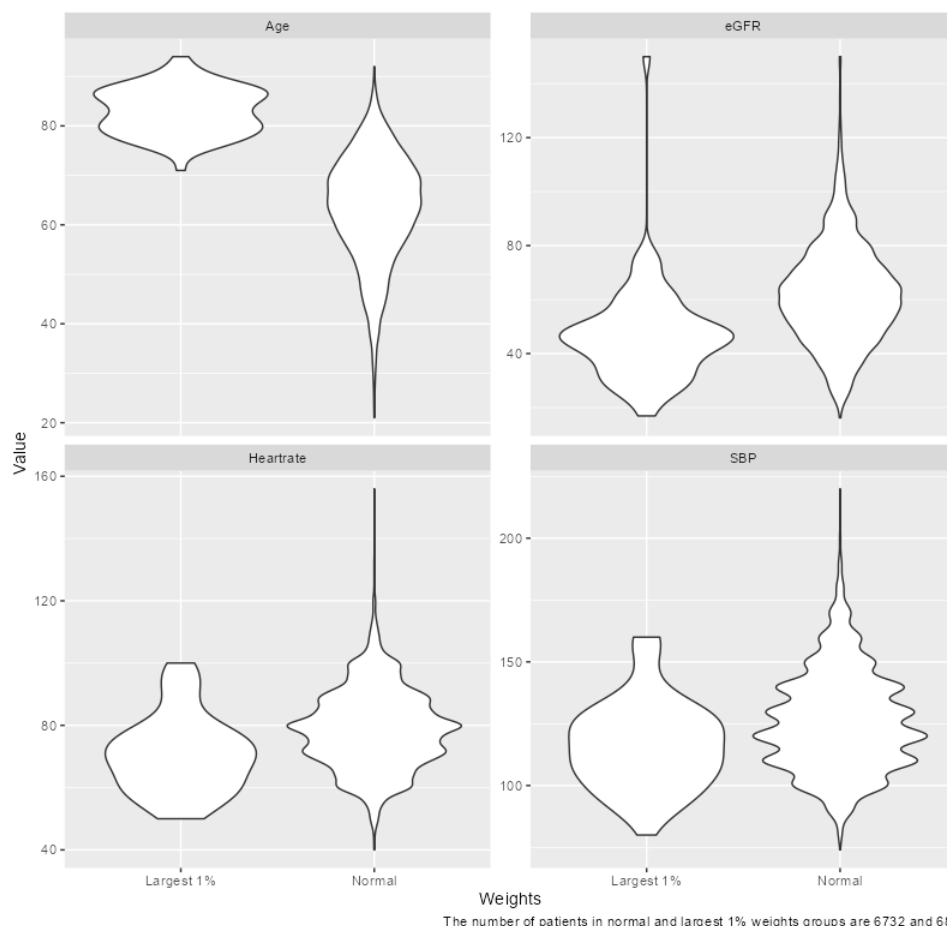 Age
eGFR
80
60
40
20
120
80
40
Value
Heartrate
SBP
160
120
80
40
200
150
100
Largest 1%
Normal
Largest 1%
Normal
Weights
The number of patients in normal and largest 1% weights groups are 6732 and 68